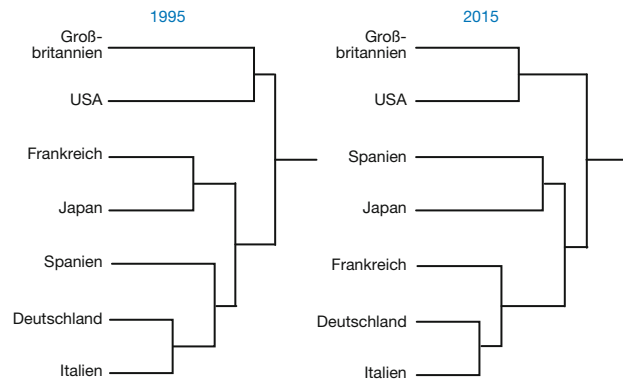 1995
Groß-
britannien
USA
Frankreich
Japan
Spanien
Deutschland
Italien
2015
Groß-
britannien
USA
Spanien
Japan
Frankreich
Deutschland
Italien